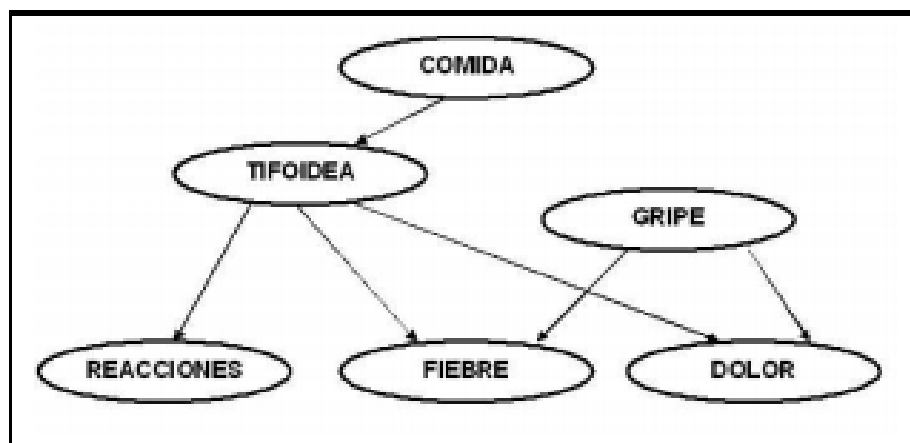 COMIDA
TIFOIDEA
GRIPE
REACCIONES
FIEBRE
DOLOR